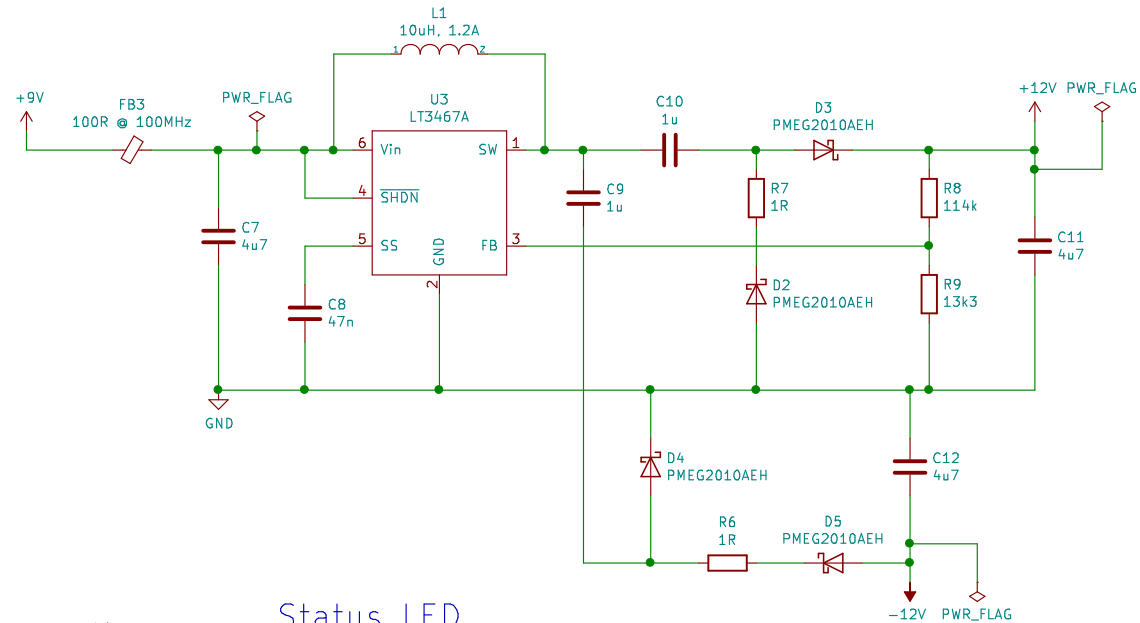 L1
10uH, 1.2A
1
2
+9V
FB3
100R @ 100MHz
PWR_FLAG
U3
LT3467A
6
Vin
SW
1
4
SHDN
5
SS
GND
FB
3
2
C7
4u7
C8
47n
GND
C10
1u
C9
1u
D3
PMEG2010AEH
R7
1R
D2
PMEG2010AEH
+12V
PWR_FLAG
R8
114k
R9
13k3
C11
4u7
D4
PMEG2010AEH
C12
4u7
R6
1R
D5
PMEG2010AEH
-12V
PWR_FLAG
Status LED